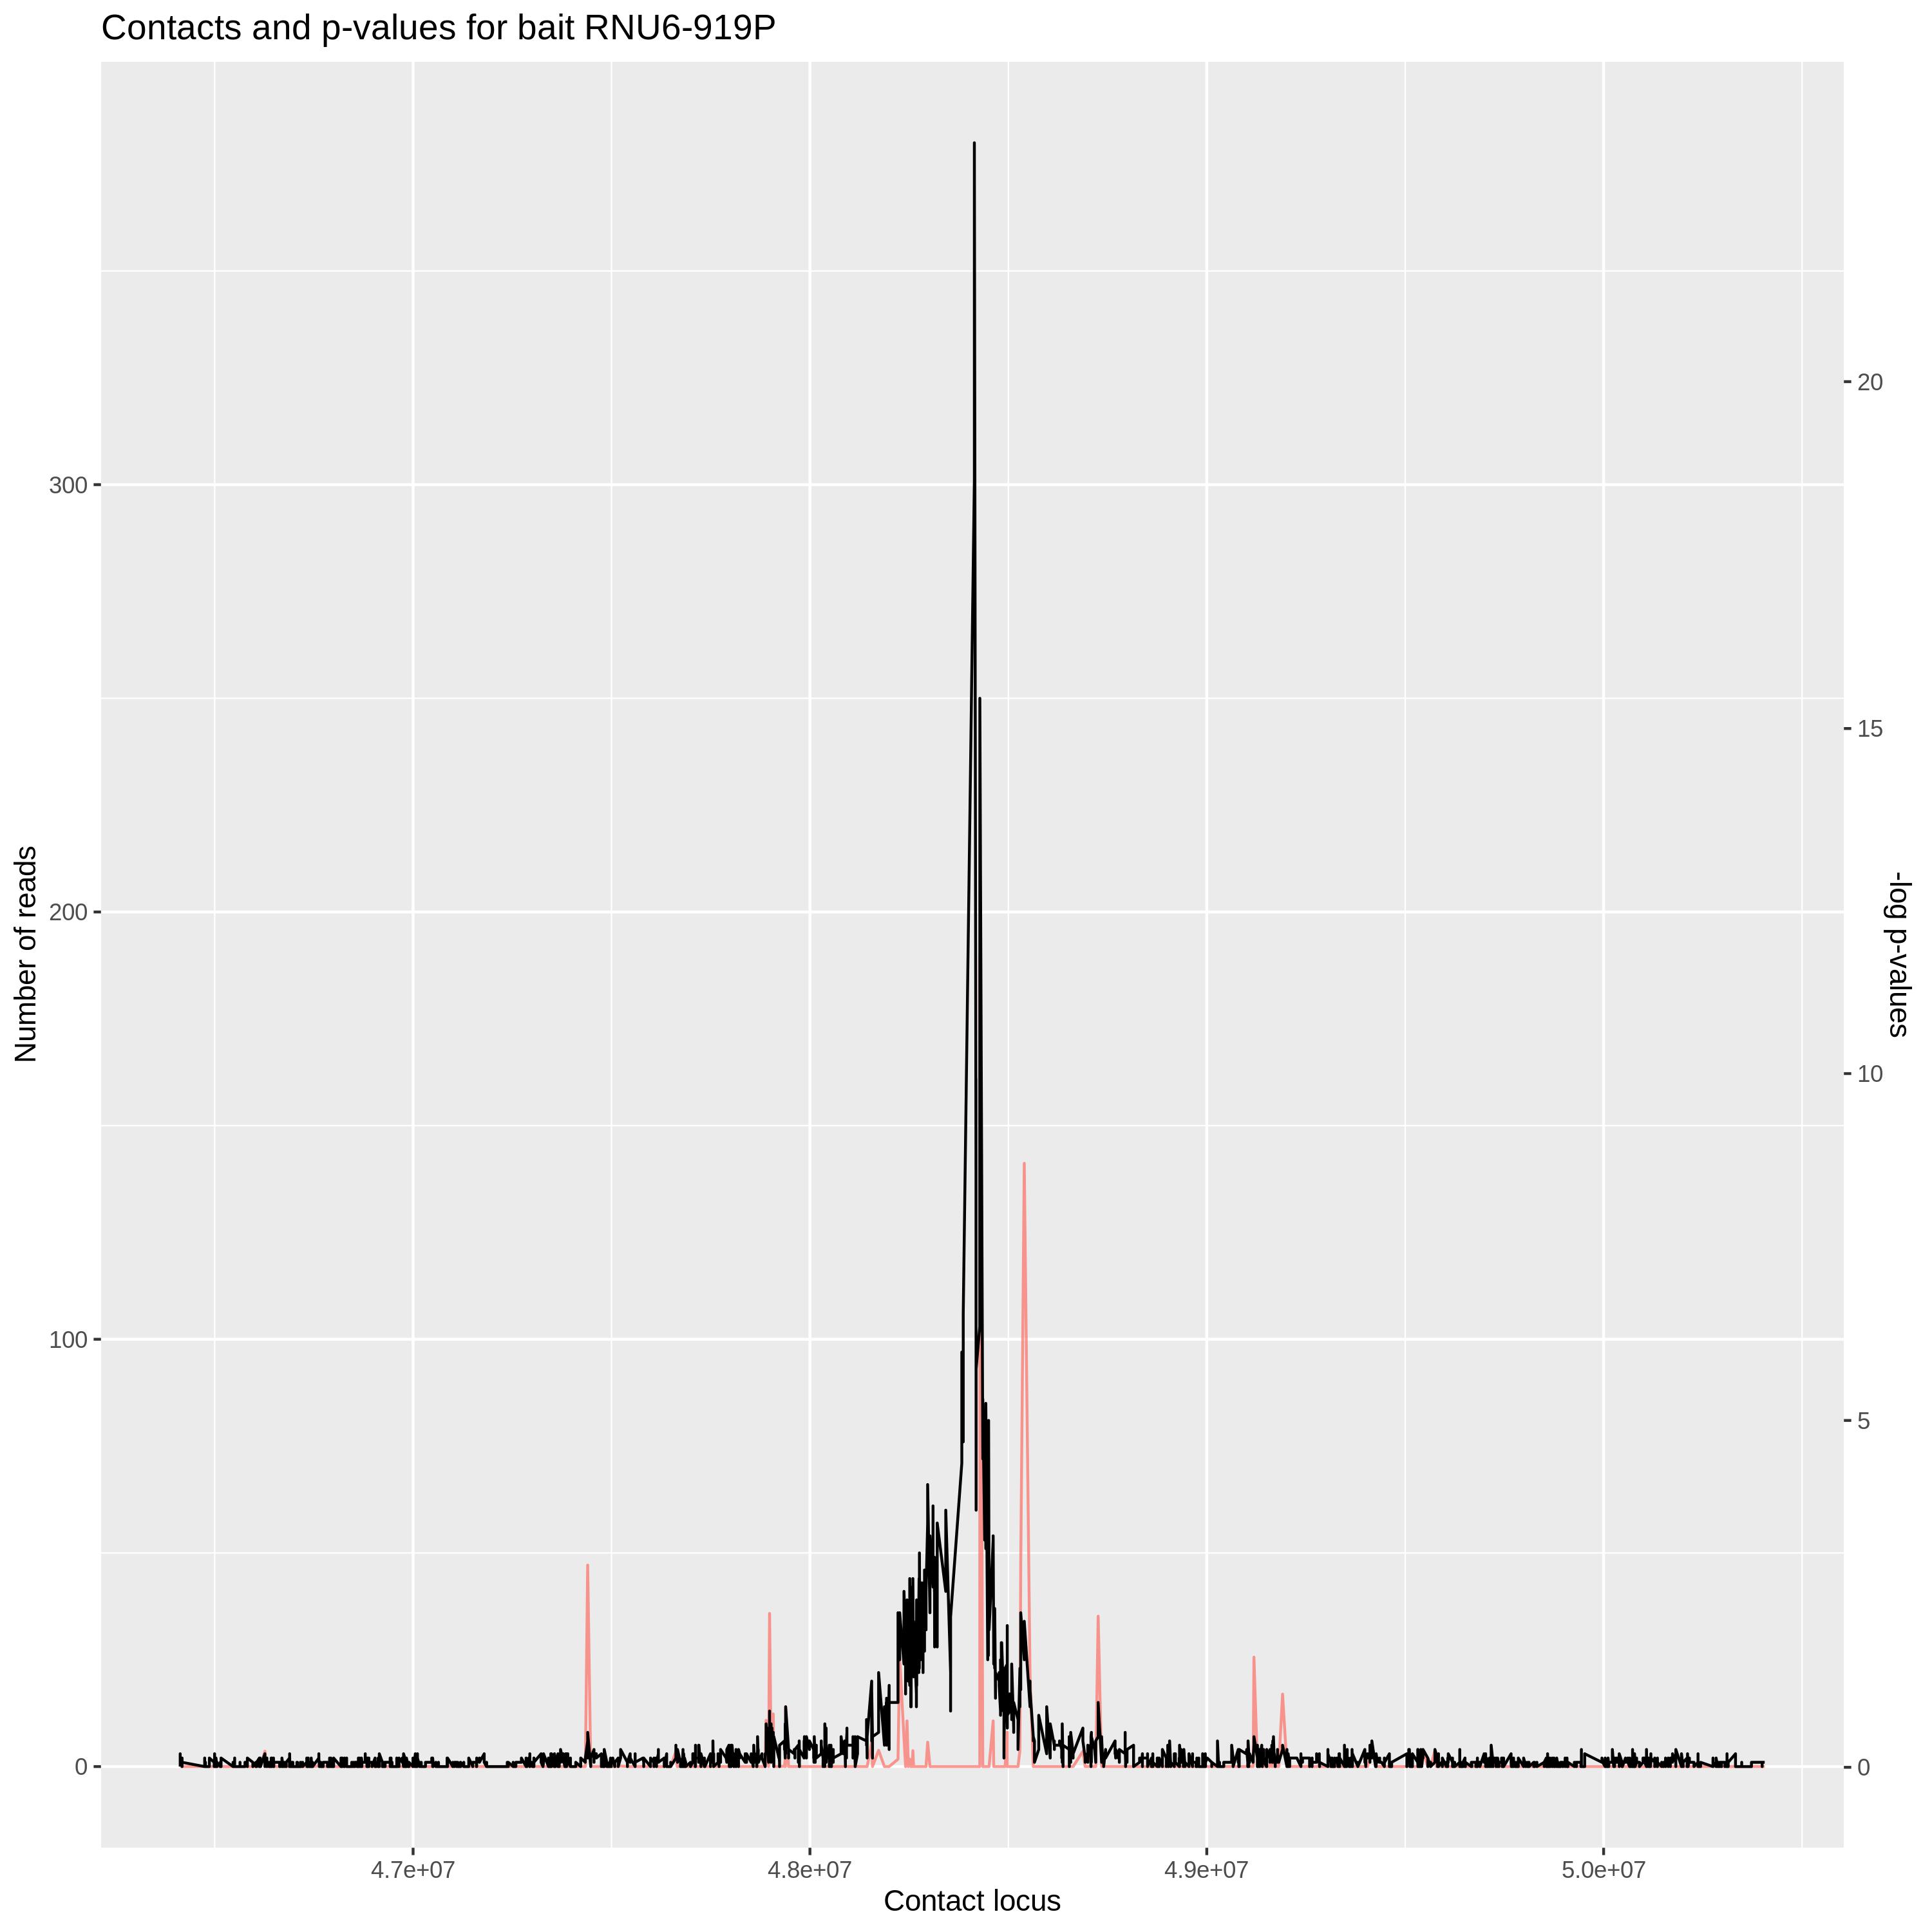 Contacts and p-values for bait RNU6-919P
Number of reads
300
200
100
0
20
15
10
5
0
-log p-values
4.7e+07 4.8e+07 4.9e+07 5.0e+07
Contact locus